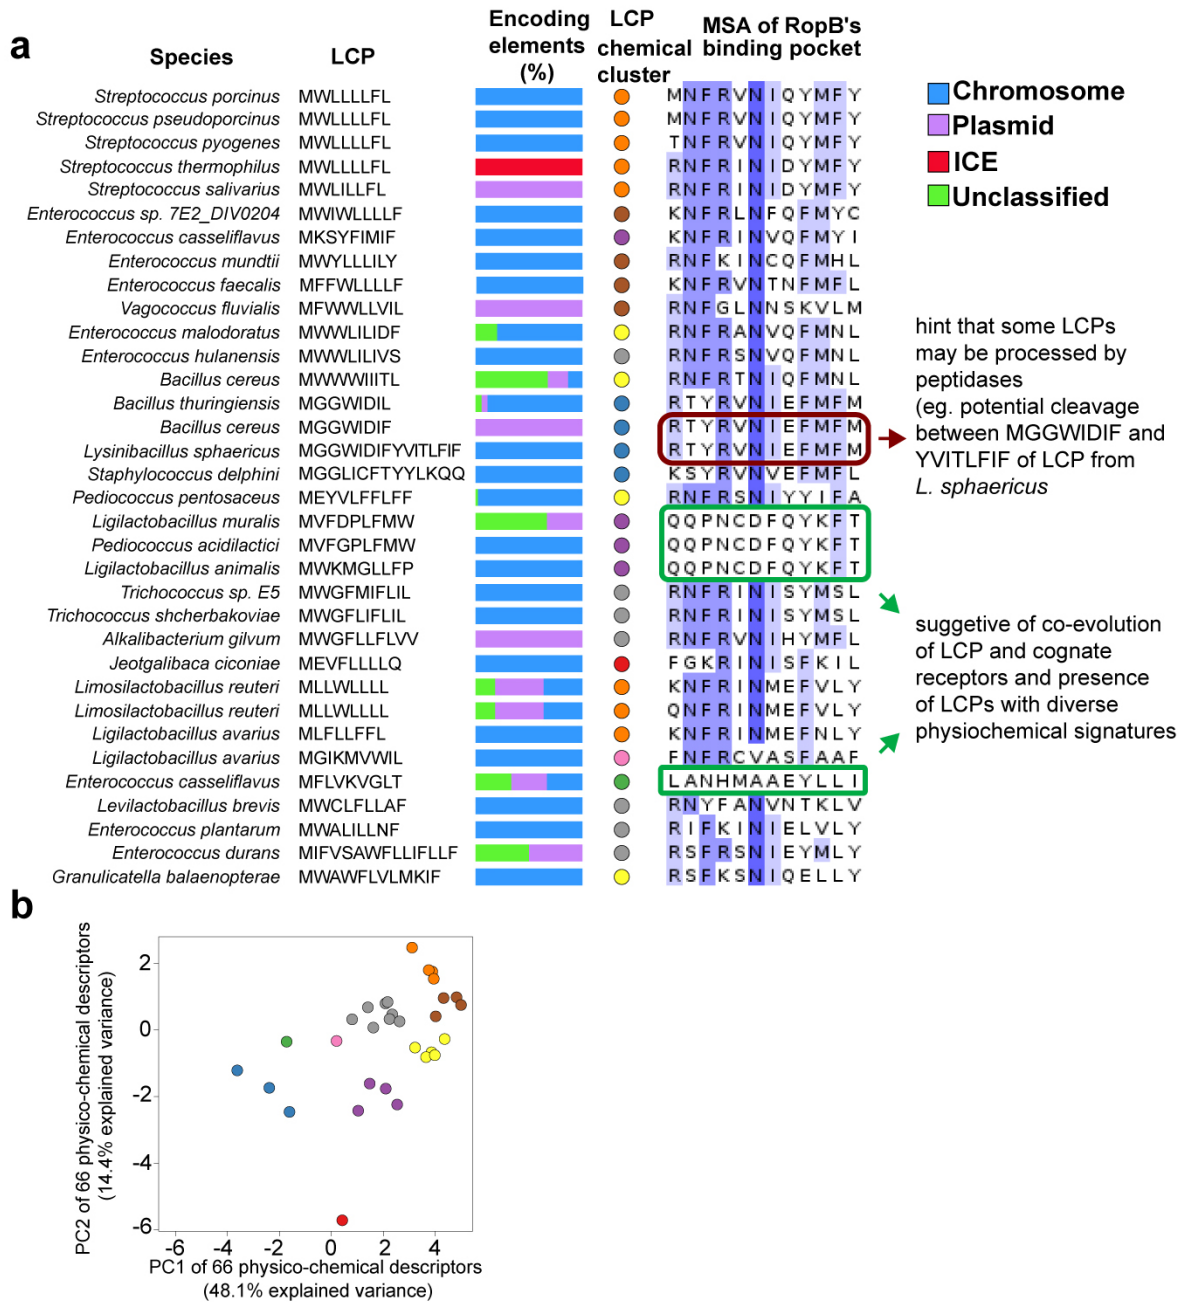 a
Species
LCP
Encoding elements (%)
LCP chemical cluster
MSA of RopB's binding pocket
Streptococcus porcinus MWLLLLFL MNFRVNIQYMFY
Streptococcus pseudoporcinus MWLLLLFL MNFRVNIQYMFY
Streptococcus pyogenes MWLLLLFL TNFRVNIQYMFY
Streptococcus thermophilus MWLLLLFL RNFRINIDYMFY
Streptococcus salivarius MWLILLFL RNFRINIDYMFY
Enterococcus sp. 7E2_DIV0204 MWIWLLLLF KNFRLNFQFMYC
Enterococcus casseliflavus MKSYFIMIF KNFRINVQFMYI
Enterococcus mundtii MWYLLLILY RNFKINCQFMHL
Enterococcus faecalis MFFWLLLLF KNFRVNTNFMFL
Vagococcus fluvialis MFWWLLVIL RNFGLNNSKVLM
Enterococcus malodoratus MWWLILIDF RNFRANVQFMNL
Enterococcus hulanensis MWWLILIVS RNFRSNVQFMNL
Bacillus cereus MWWWIIITL RNFRTNIQFMNL
Bacillus thuringiensis MGGWIDIL RTYRVNIEFMFM
Bacillus cereus MGGWIDIF RTYRVNIEFMFM
Lysinibacillus sphaericus MGGWIDIFYVITLFIF RTYRVNIEFMFM
Staphylococcus delphini MGGLICFTYYLKQQ KSYRVNVEFMFL
Pediococcus pentosaceus MEYVLFFLFF RNFRSNIYYIFA
Ligilactobacillus muralis MVFDPLFMW QQPNCDFQYKFT
Pediococcus acidilactici MVFGPLFMW QQPNCDFQYKFT
Ligilactobacillus animalis MWKMGLLFP QQPNCDFQYKFT
Trichococcus sp. E5 MWGFMIFLIL RNFRINISYMSL
Trichococcus shcherbakoviae MWGFLIFLIL RNFRINISYMSL
Alkalibacterium gilvum MWGFLLFLVV RNFRVNIHYMFL
Jeotgalibaca ciconiae MEVFLLLLQ FGKRINISFKIL
Limosilactobacillus reuteri MLLWLLLL KNFRINMEFVLY
Limosilactobacillus reuteri MLLWLLLL QNFRINMEFVLY
Ligilactobacillus avarius MLFLLFFL KNFRINMEFNLY
Ligilactobacillus avarius MGIKMVWIL FNFRCVASFAAF
Enterococcus casseliflavus MFLVKVGLT LANHMAAEYLLI
Levilactobacillus brevis MWCLFLLAF RNYFANVNTKLV
Enterococcus plantarum MWALILLNF RIFKINIELVLY
Enterococcus durans MIFVSAWFLLIFLLF RSFRSNIEYMLY
Granulicatella balaenopterae MWAWFLVLMKIF RSFKSNIQELLY
Chromosome
Plasmid
ICE
Unclassified
hint that some LCPs
may be processed by
peptidases
(eg. potential cleavage
between MGGWIDIF and
YVITLFIF of LCP from
L. sphaericus
suggetive of co-evolution
of LCP and cognate
receptors and presence
of LCPs with diverse
physiochemical signatures
b
PC2 of 66 physico-chemical descriptors
(14.4% explained variance)
2
0
-2
-4
-6
-6 -4 -2 0 2 4
PC1 of 66 physico-chemical descriptors
(48.1% explained variance)